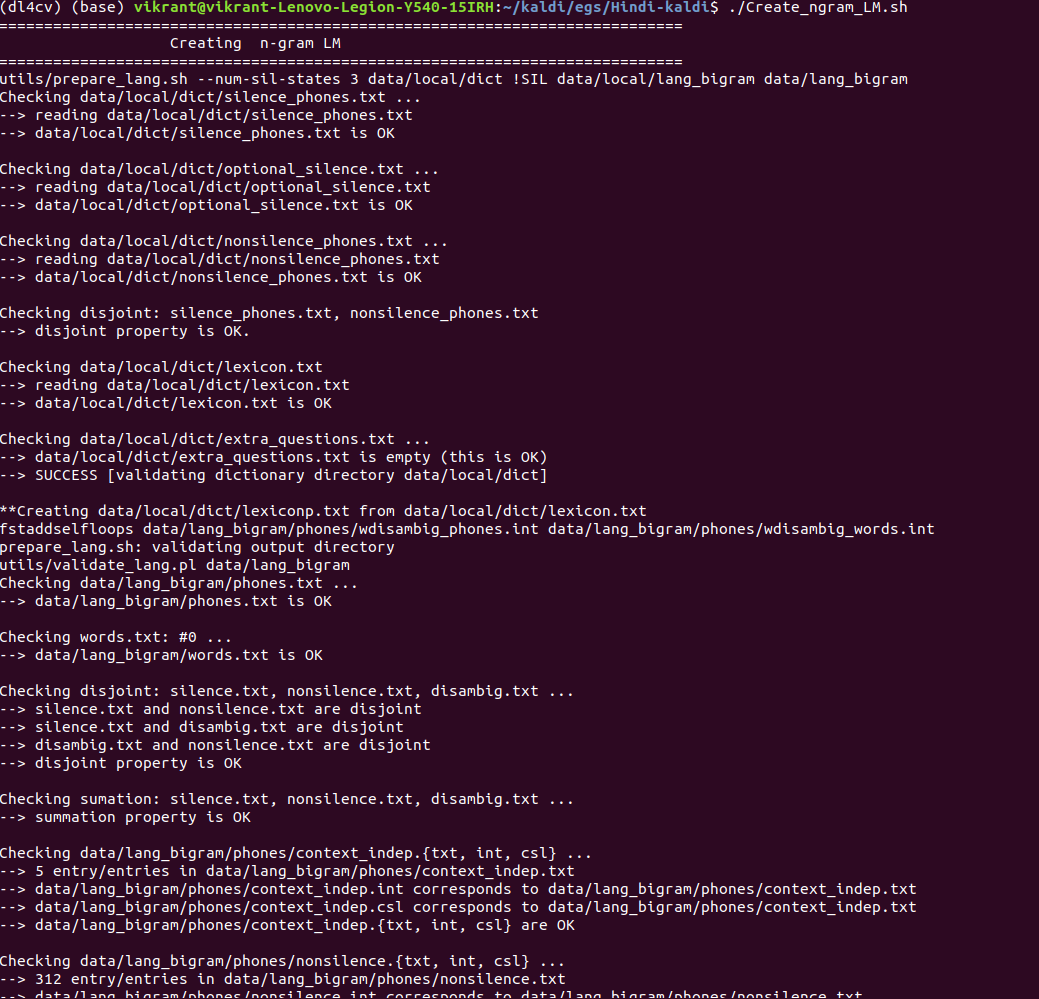 (dl4cv) (base) vikrant@vikrant-Lenovo-Legion-Y540-15IRH:~/kaldi/egs/Hindi-kaldi$ ./Create_ngram_LM.sh
============================================================================
Creating n-gram LM
============================================================================
utils/prepare_lang.sh --num-sil-states 3 data/local/dict !SIL data/local/lang_bigram data/lang_bigram
Checking data/local/dict/silence_phones.txt ...
--> reading data/local/dict/silence_phones.txt
--> data/local/dict/silence_phones.txt is OK

Checking data/local/dict/optional_silence.txt ...
--> reading data/local/dict/optional_silence.txt
--> data/local/dict/optional_silence.txt is OK

Checking data/local/dict/nonsilence_phones.txt ...
--> reading data/local/dict/nonsilence_phones.txt
--> data/local/dict/nonsilence_phones.txt is OK

Checking disjoint: silence_phones.txt, nonsilence_phones.txt
--> disjoint property is OK.

Checking data/local/dict/lexicon.txt
--> reading data/local/dict/lexicon.txt
--> data/local/dict/lexicon.txt is OK

Checking data/local/dict/extra_questions.txt ...
--> data/local/dict/extra_questions.txt is empty (this is OK)
--> SUCCESS [validating dictionary directory data/local/dict]

**Creating data/local/dict/lexiconp.txt from data/local/dict/lexicon.txt
fstaddselfloops data/lang_bigram/phones/wdisambig_phones.int data/lang_bigram/phones/wdisambig_words.int
prepare_lang.sh: validating output directory
utils/validate_lang.pl data/lang_bigram
Checking data/lang_bigram/phones.txt ...
--> data/lang_bigram/phones.txt is OK

Checking words.txt: #0 ...
--> data/lang_bigram/words.txt is OK

Checking disjoint: silence.txt, nonsilence.txt, disambig.txt ...
--> silence.txt and nonsilence.txt are disjoint
--> silence.txt and disambig.txt are disjoint
--> disambig.txt and nonsilence.txt are disjoint
--> disjoint property is OK

Checking sumation: silence.txt, nonsilence.txt, disambig.txt ...
--> summation property is OK

Checking data/lang_bigram/phones/context_indep.{txt, int, csl} ...
--> 5 entry/entries in data/lang_bigram/phones/context_indep.txt
--> data/lang_bigram/phones/context_indep.int corresponds to data/lang_bigram/phones/context_indep.txt
--> data/lang_bigram/phones/context_indep.csl corresponds to data/lang_bigram/phones/context_indep.txt
--> data/lang_bigram/phones/context_indep.{txt, int, csl} are OK

Checking data/lang_bigram/phones/nonsilence.{txt, int, csl} ...
--> 312 entry/entries in data/lang_bigram/phones/nonsilence.txt
--> data/lang_bigram/phones/nonsilence.int corresponds to data/lang_bigram/phones/nonsilence.txt